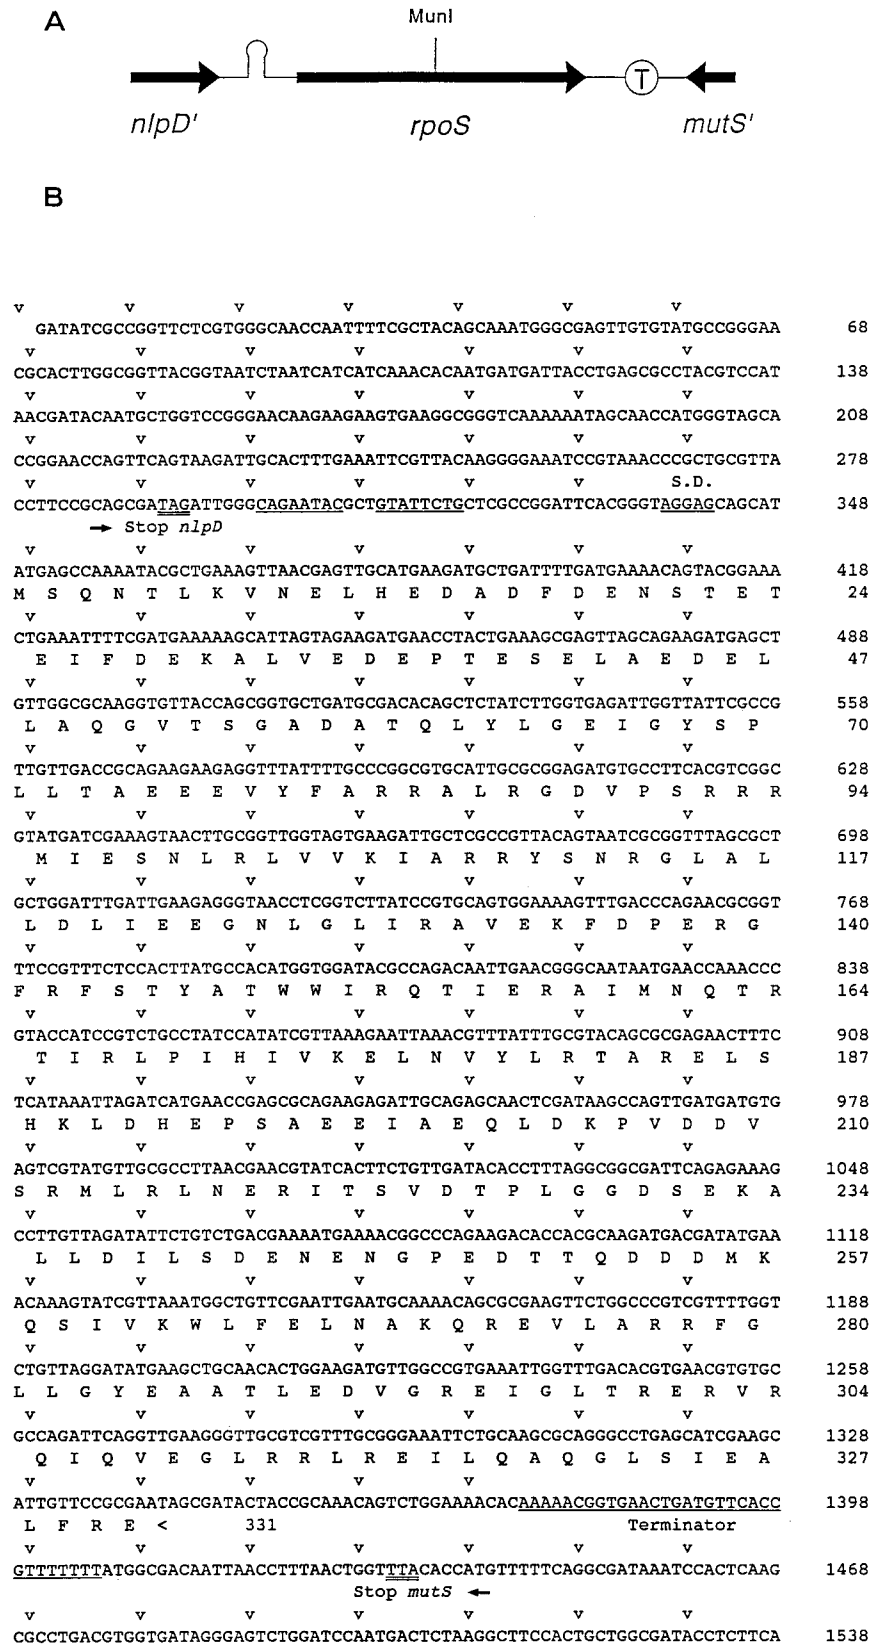 A
MunI
T
nlpD' rpoS mutS'
B
v v v v v v v
GATATCGCCGGTTCTCGTGGGCAACCAATTTTCGCTACAGCAAATGGGCGAGTTGTGTATGCCGGGAA 68
v v v v v v v
CGCACTTGGCGGTTACGGTAATCTAATCATCATCAAACACAATGATGATTACCTGAGCGCCTACGTCCAT 138
v v v v v v v
AACGATACAATGCTGGTCCGGGAACAAGAAGAAGTGAAGGCGGGTCAAAAAATAGCAACCATGGGTAGCA 208
v v v v v v v
CCGGAACCAGTTCAGTAAGATTGCACTTTGAAATTCGTTACAAGGGGAAATCCGTAAACCCGCTGCGTTA 278
v v v v v v S.D.
CCTTCCGCAGCGATAGATTGGGCAGAATACGCTGTATTCTGCTCGCCGGATTCACGGGTAGGAGCAGCAT 348
→ Stop nlpD
v v v v v v v
ATGAGCCAAAATACGCTGAAAGTTAACGAGTTGCATGAAGATGCTGATTTTGATGAAAACAGTACGGAAA 418
M S Q N T L K V N E L H E D A D F D E N S T E T 24
v v v v v v v
CTGAAATTTTCGATGAAAAAGCATTAGTAGAAGATGAACCTACTGAAAGCGAGTTAGCAGAAGATGAGCT 488
E I F D E K A L V E D E P T E S E L A E D E L 47
v v v v v v v
GTTGGCGCAAGGTGTTACCAGCGGTGCTGATGCGACACAGCTCTATCTTGGTGAGATTGGTTATTCGCCG 558
L A Q G V T S G A D A T Q L Y L G E I G Y S P 70
v v v v v v v
TTGTTGACCGCAGAAGAAGAGGTTTATTTTGCCCGGCGTGCATTGCGCGGAGATGTGCCTTCACGTCGGC 628
L L T A E E E V Y F A R R A L R G D V P S R R R 94
v v v v v v v
GTATGATCGAAAGTAACTTGCGGTTGGTAGTGAAGATTGCTCGCCGTTACAGTAATCGCGGTTTAGCGCT 698
M I E S N L R L V V K I A R R Y S N R G L A L 117
v v v v v v v
GCTGGATTTGATTGAAGAGGGTAACCTCGGTCTTATCCGTGCAGTGGAAAAGTTTGACCCAGAACGCGGT 768
L D L I E E G N L G L I R A V E K F D P E R G 140
v v v v v v v
TTCCGTTTCTCCACTTATGCCACATGGTGGATACGCCAGACAATTGAACGGGCAATAATGAACCAAACCC 838
F R F S T Y A T W W I R Q T I E R A I M N Q T R 164
v v v v v v v
GTACCATCCGTCTGCCTATCCATATCGTTAAAGAATTAAACGTTTATTTGCGTACAGCGCGAGAACTTTC 908
T I R L P I H I V K E L N V Y L R T A R E L S 187
v v v v v v v
TCATAAATTAGATCATGAACCGAGCGCAGAAGAGATTGCAGAGCAACTCGATAAGCCAGTTGATGATGTG 978
H K L D H E P S A E E I A E Q L D K P V D D V 210
v v v v v v v
AGTCGTATGTTGCGCCTTAACGAACGTATCACTTCTGTTGATACACCTTTAGGCGGCGATTCAGAGAAAG 1048
S R M L R L N E R I T S V D T P L G G D S E K A 234
v v v v v v v
CCTTGTTAGATATTCTGTCTGACGAAAATGAAAACGGCCCAGAAGACACCACGCAAGATGACGATATGAA 1118
L L D I L S D E N E N G P E D T T Q D D D M K 257
v v v v v v v
ACAAAGTATCGTTAAATGGCTGTTCGAATTGAATGCAAAACAGCGCGAAGTTCTGGCCCGTCGTTTTGGT 1188
Q S I V K W L F E L N A K Q R E V L A R R F G 280
v v v v v v v
CTGTTAGGATATGAAGCTGCAACACTGGAAGATGTTGGCCGTGAAATTGGTTTGACACGTGAACGTGTGC 1258
L L G Y E A A T L E D V G R E I G L T R E R V R 304
v v v v v v v
GCCAGATTCAGGTTGAAGGGTTGCGTCGTTTGCGGGAAATTCTGCAAGCGCAGGGCCTGAGCATCGAAGC 1328
Q I Q V E G L R R L R E I L Q A Q G L S I E A 327
v v v v v
ATTGTTCCGCGAATAGCGATACTACCGCAAACAGTCTGGAAAACACAAAAACGGTGAACTGATGTTCACC 1398
L F R E < 331 Terminator
v v v v v v v
GTTTTTTTATGGCGACAATTAACCTTTAACTGGTTTACACCATGTTTTTCAGGCGATAAATCCACTCAAG 1468
Stop mutS ←
v v v v v v v
CGCCTGACGTGGTGATAGGGAGTCTGGATCCAATGACTCTAAGGCTTCCACTGCTGGCGATACCTCTTCA 1538